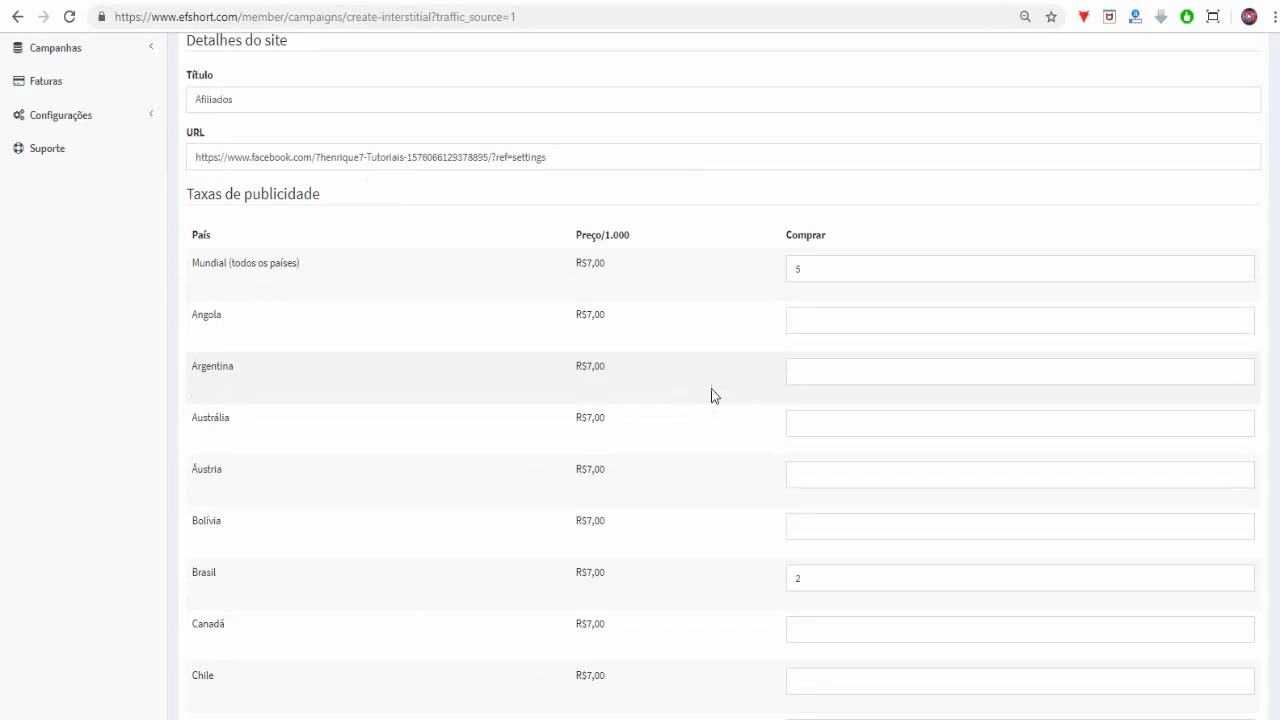 https://www.efshort.com/member/campaigns/create-interstitial?traffic_source=1
Campanhas
Faturas
Configurações
Suporte
Detalhes do site
Título
Afiliados
URL
https://www.facebook.com/7henrique7-Tutoriais-1576066129378895/?ref=settings
Taxas de publicidade
País Preço/1.000 Comprar
Mundial (todos os países) R$7,00 5
Angola R$7,00
Argentina R$7,00
Austrália R$7,00
Áustria R$7,00
Bolívia R$7,00
Brasil R$7,00 2
Canadá R$7,00
Chile R$7,00